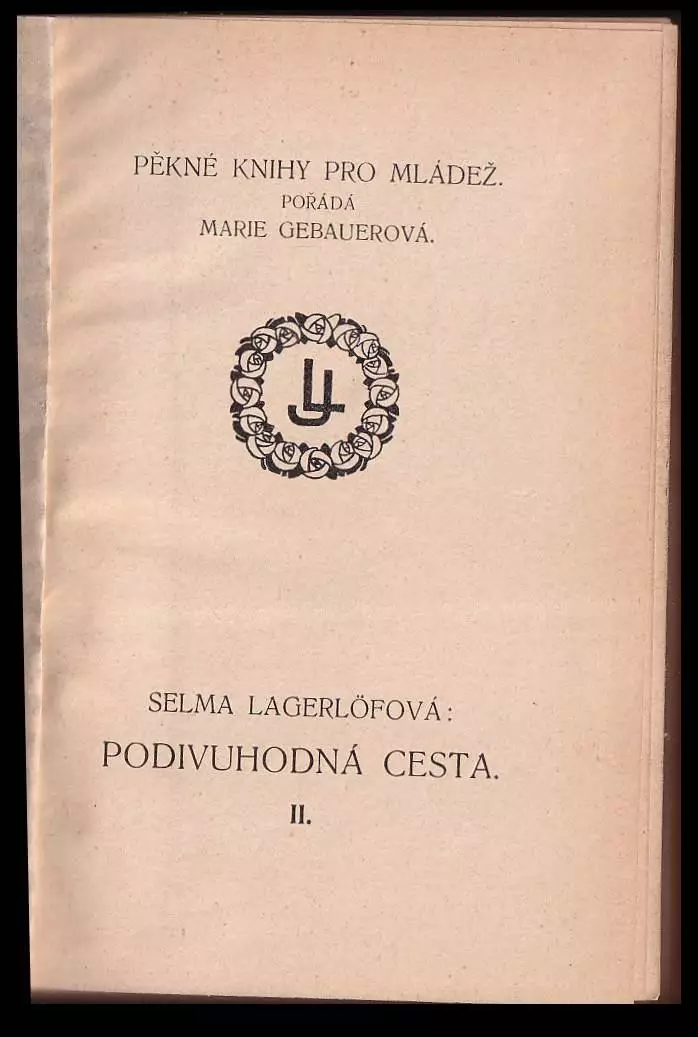 PĚKNÉ KNIHY PRO MLÁDEŽ.
POŘÁDÁ
MARIE GEBAUEROVÁ.
SELMA LAGERLÖFOVÁ:
PODIVUHODNÁ CESTA.
II.